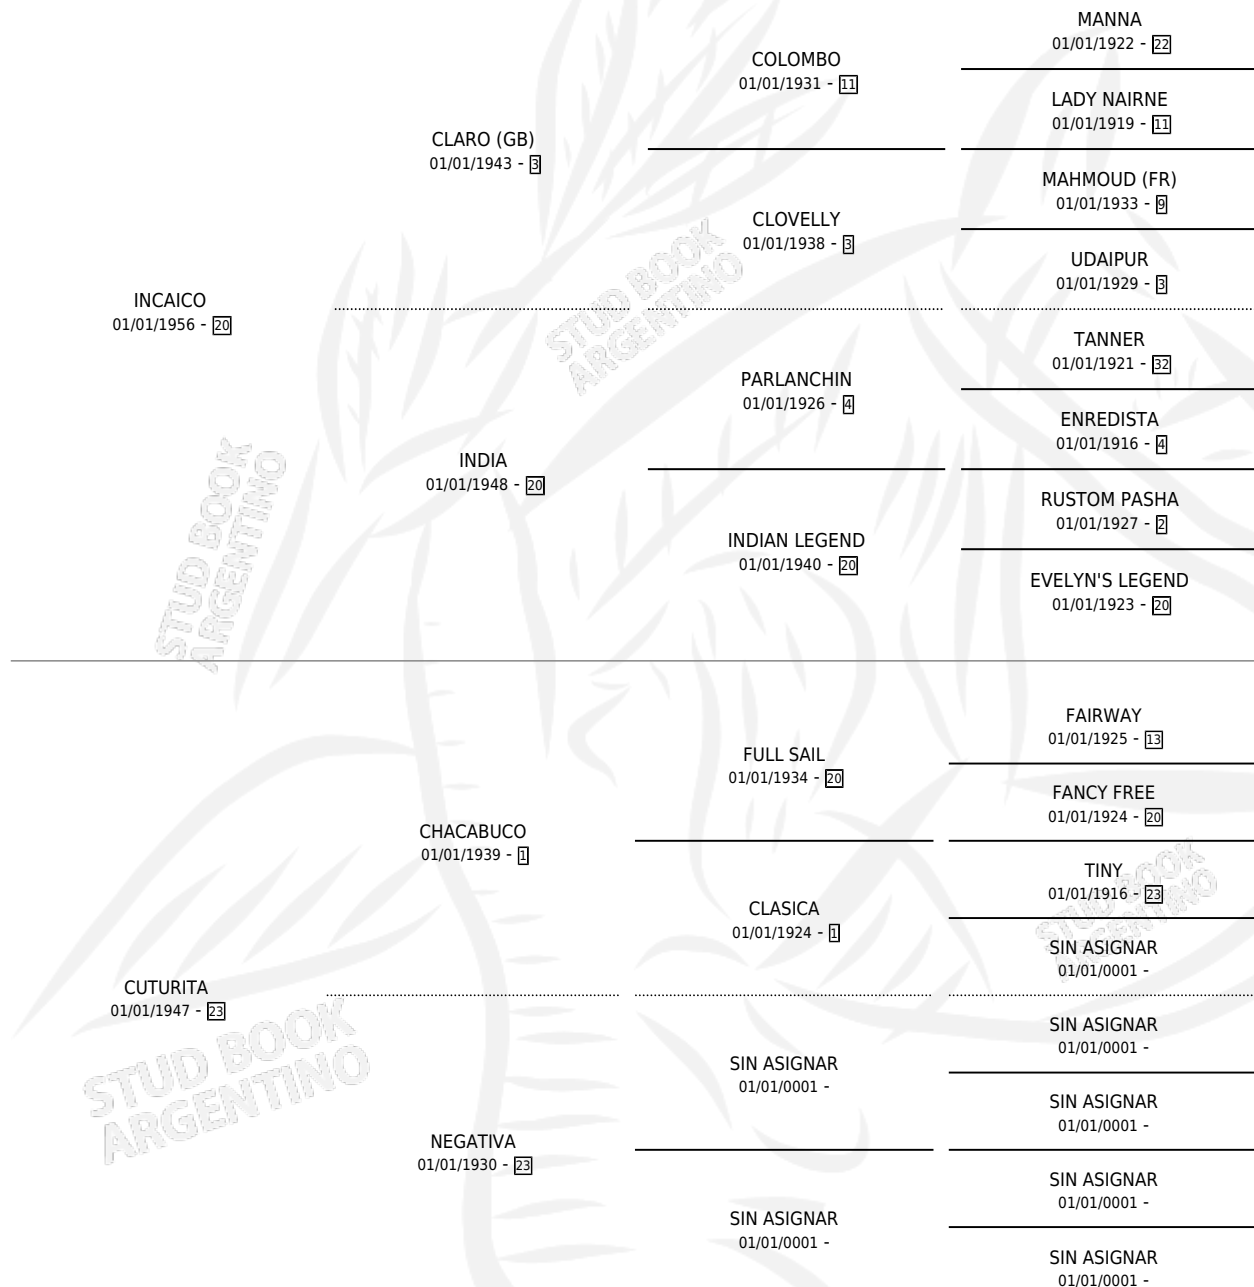 MANNA
01/01/1922 - 22
COLOMBO
01/01/1931 - 11
LADY NAIRNE
01/01/1919 - 11
CLARO (GB)
01/01/1943 - 3
MAHMOUD (FR)
01/01/1933 - 9
CLOVELLY
01/01/1938 - 3
UDAIPUR
01/01/1929 - 3
INCAICO
01/01/1956 - 20
TANNER
01/01/1921 - 32
PARLANCHIN
01/01/1926 - 4
ENREDISTA
01/01/1916 - 4
INDIA
01/01/1948 - 20
RUSTOM PASHA
01/01/1927 - 2
INDIAN LEGEND
01/01/1940 - 20
EVELYN'S LEGEND
01/01/1923 - 20
FAIRWAY
01/01/1925 - 13
FULL SAIL
01/01/1934 - 20
FANCY FREE
01/01/1924 - 20
CHACABUCO
01/01/1939 - 1
TINY
01/01/1916 - 23
CLASICA
01/01/1924 - 1
SIN ASIGNAR
01/01/0001 -
CUTURITA
01/01/1947 - 23
SIN ASIGNAR
01/01/0001 -
SIN ASIGNAR
01/01/0001 -
SIN ASIGNAR
01/01/0001 -
NEGATIVA
01/01/1930 - 23
SIN ASIGNAR
01/01/0001 -
SIN ASIGNAR
01/01/0001 -
SIN ASIGNAR
01/01/0001 -
STUD BOOK
ARGENTINO
STUD BOOK
ARGENTINO
STUD BOOK
ARGENTINO
STUD BOOK
ARGENTINO